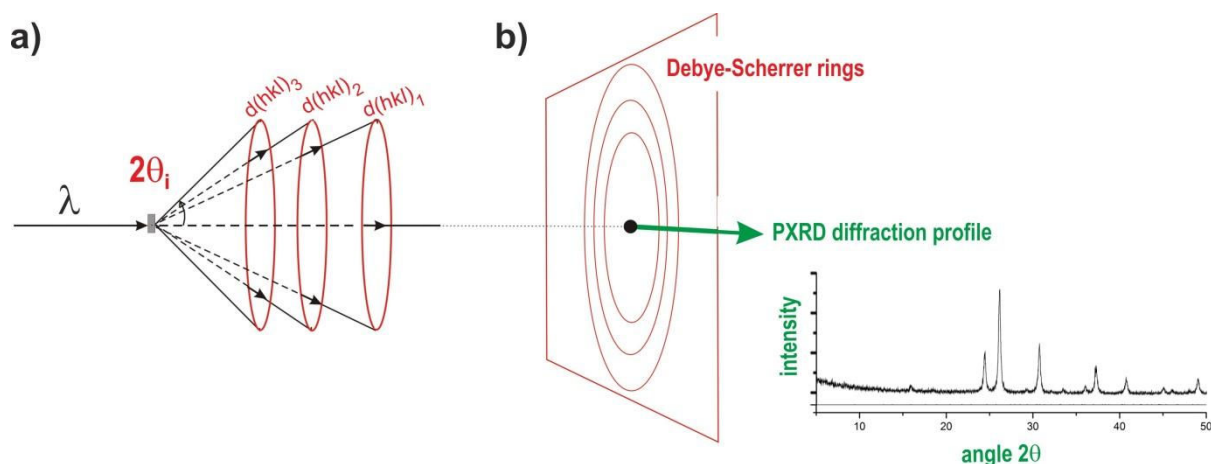 a)
d(hkl)3
d(hkl)2
d(hkl)1
2θi
λ
b)
Debye-Scherrer rings
PXRD diffraction profile
intensity
10
20
30
40
50
angle 2θ